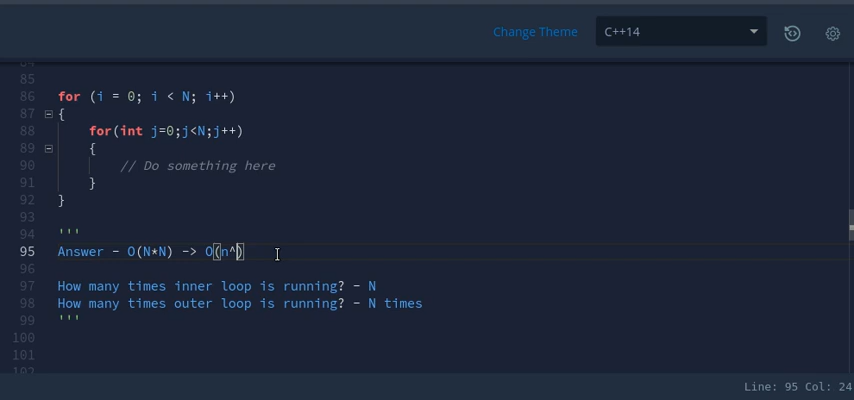 Change Theme
C++14
84
85
86 for (i = 0; i < N; i++)
87 {
88 for(int j=0;j<N;j++)
89 {
90 // Do something here
91 }
92 }
93
94 '''
95 Answer - O(N*N) -> O(n^)
96
97 How many times inner loop is running? - N
98 How many times outer loop is running? - N times
99 '''
100
101
102
Line: 95 Col: 24